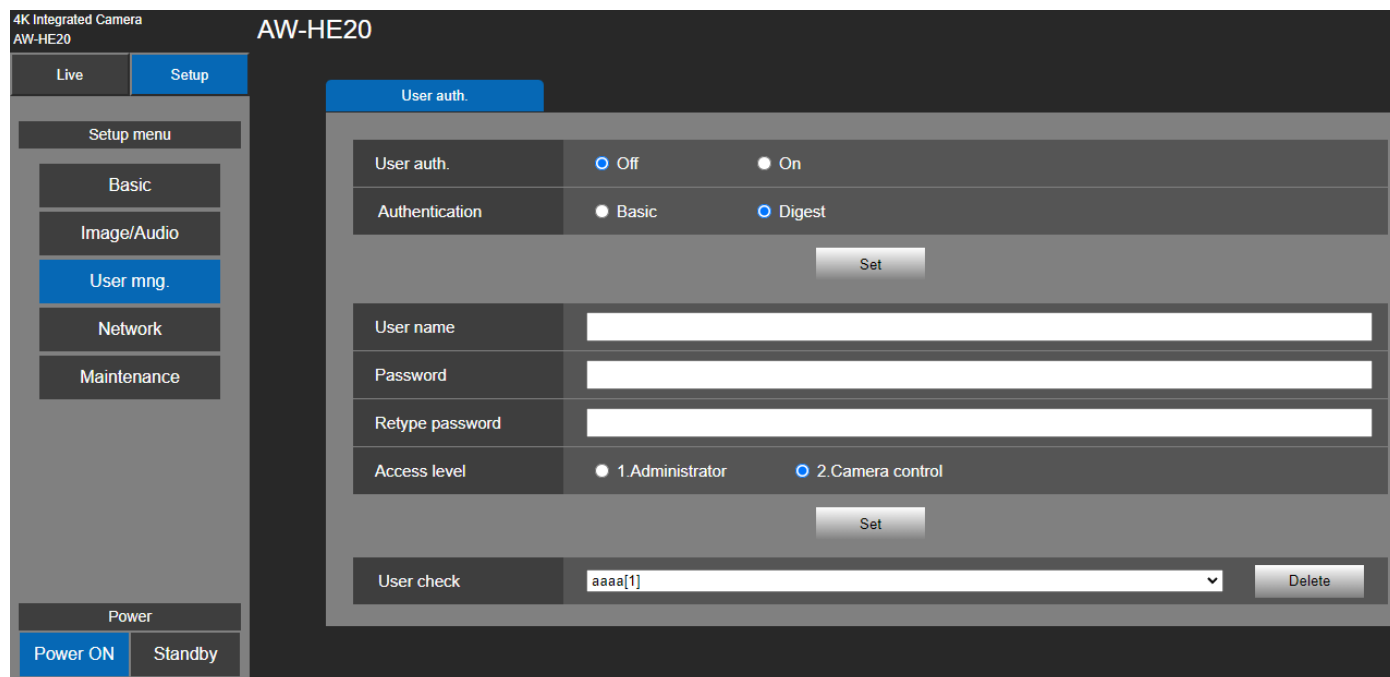 4K Integrated Camera
AW-HE20
AW-HE20
Live Setup
User auth.
Setup menu
Basic
Image/Audio
User mng.
Network
Maintenance
User auth. Off On
Authentication Basic Digest
Set
User name
Password
Retype password
Access level 1.Administrator 2.Camera control
Set
User check aaaa[1] Delete
Power
Power ON Standby